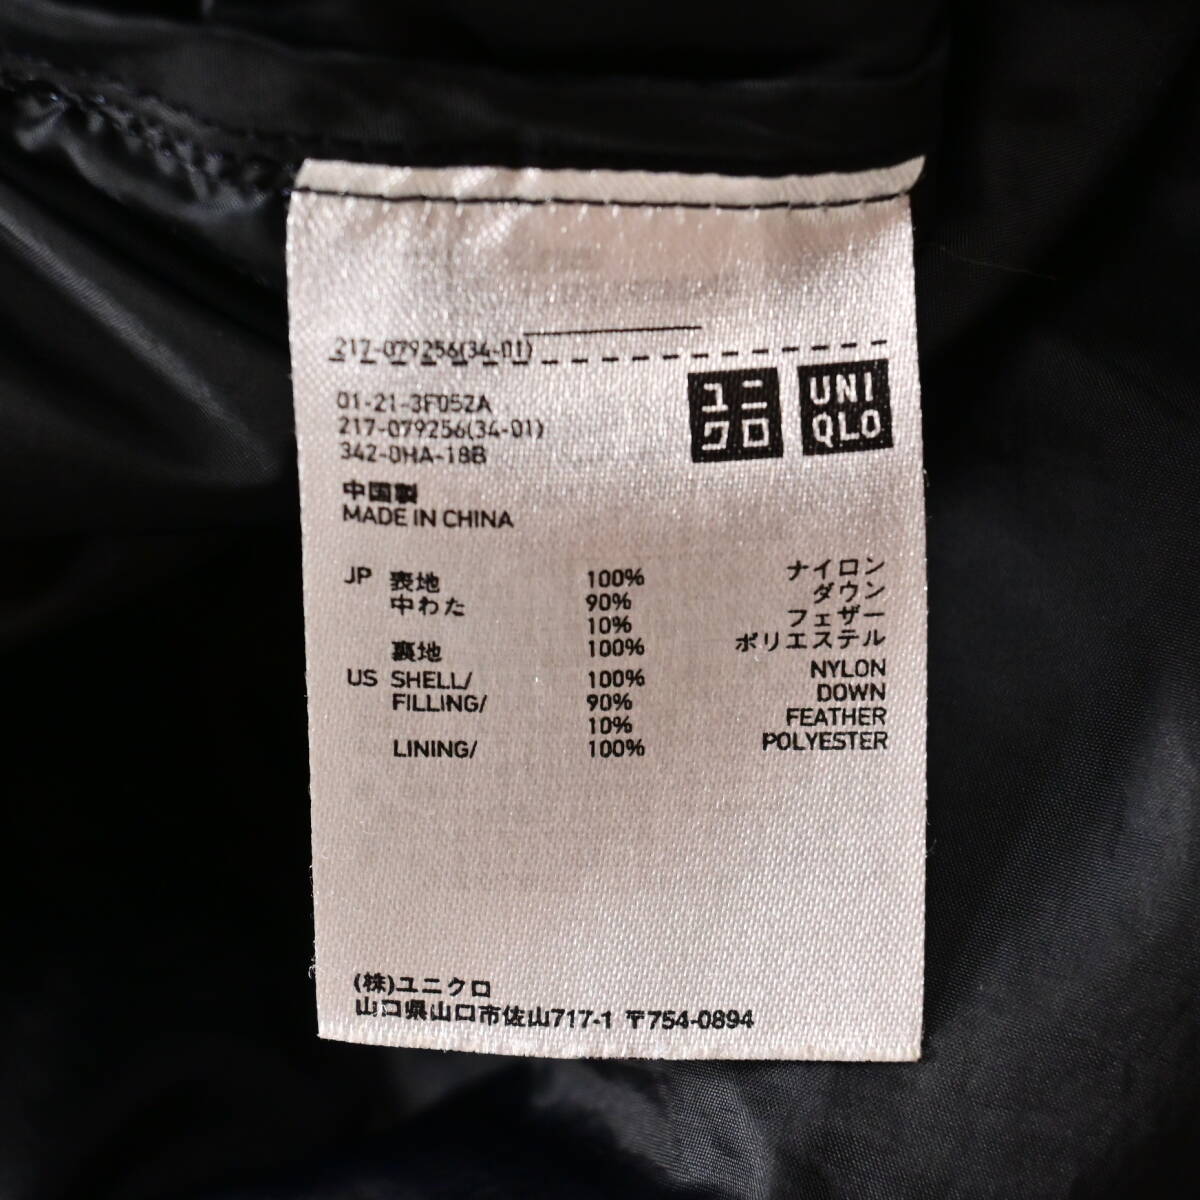 217-079256(34-01)
01-21-3F052A
217-079256(34-01)
342-0HA-18B
ユニ
クロ
UNI
QLO
中国製
MADE IN CHINA
JP 表地 100% ナイロン
中わた 90% ダウン
10% フェザー
裏地 100% ポリエステル
US SHELL/ 100% NYLON
FILLING/ 90% DOWN
10% FEATHER
LINING/ 100% POLYESTER
(株)ユニクロ
山口県山口市佐山717-1 〒754-0894